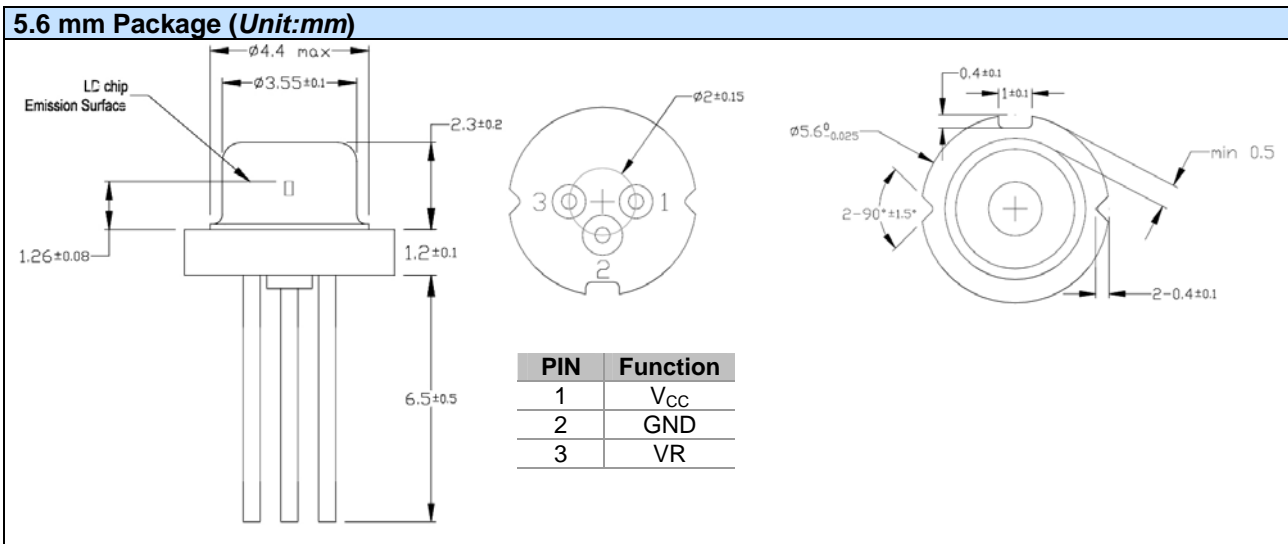 5.6 mm Package (Unit:mm)
ø4.4 max
ø3.55±0.1
LD chip
Emission Surface
2.3±0.2
1.26±0.08
1.2±0.1
6.5±0.5
ø2±0.15
3
1
2
0.4±0.1
1±0.1
ø5.6 0 -0.025
min 0.5
2-90°±1.5°
2-0.4±0.1
PIN Function
1 VCC
2 GND
3 VR